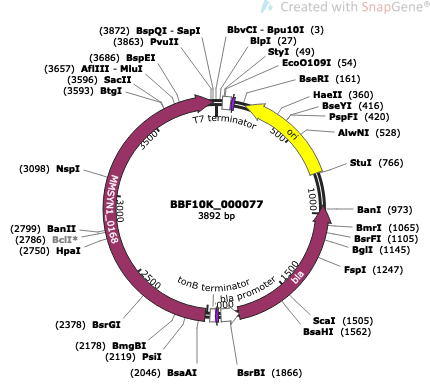 Created with SnapGene®
(3872) BspQI - SapI
(3863) PvuII
(3686) BspEI
(3657) AflIII - MluI
(3596) SacII
(3593) BtgI
BbvCI - Bpu10I (3)
BlpI (27)
StyI (49)
EcoO109I (54)
BseRI (161)
HaeII (360)
BseYI (416)
PspFI (420)
AlwNI (528)
StuI (766)
BanI (973)
BmrI (1065)
BsrFI (1105)
BglI (1145)
FspI (1247)
ScaI (1505)
BsaHI (1562)
BsrBI (1866)
(2046) BsaAI
(2119) PsiI
(2178) BmgBI
(2378) BsrGI
(2750) HpaI
(2786) BclI*
(2799) BanII
(3098) NspI
T7 terminator
ori
500
1000
1500
bla
bla promoter
tonB terminator
2500
3000
3500
MMSYN1_0168
BBF10K_000077
3892 bp